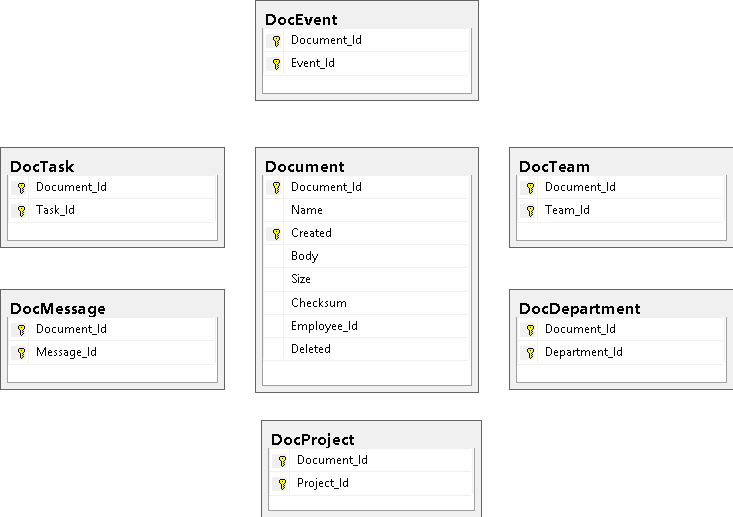 DocEvent
Document_Id
Event_Id
DocTask
Document_Id
Task_Id
Document
Document_Id
Name
Created
Body
Size
Checksum
Employee_Id
Deleted
DocTeam
Document_Id
Team_Id
DocMessage
Document_Id
Message_Id
DocDepartment
Document_Id
Department_Id
DocProject
Document_Id
Project_Id